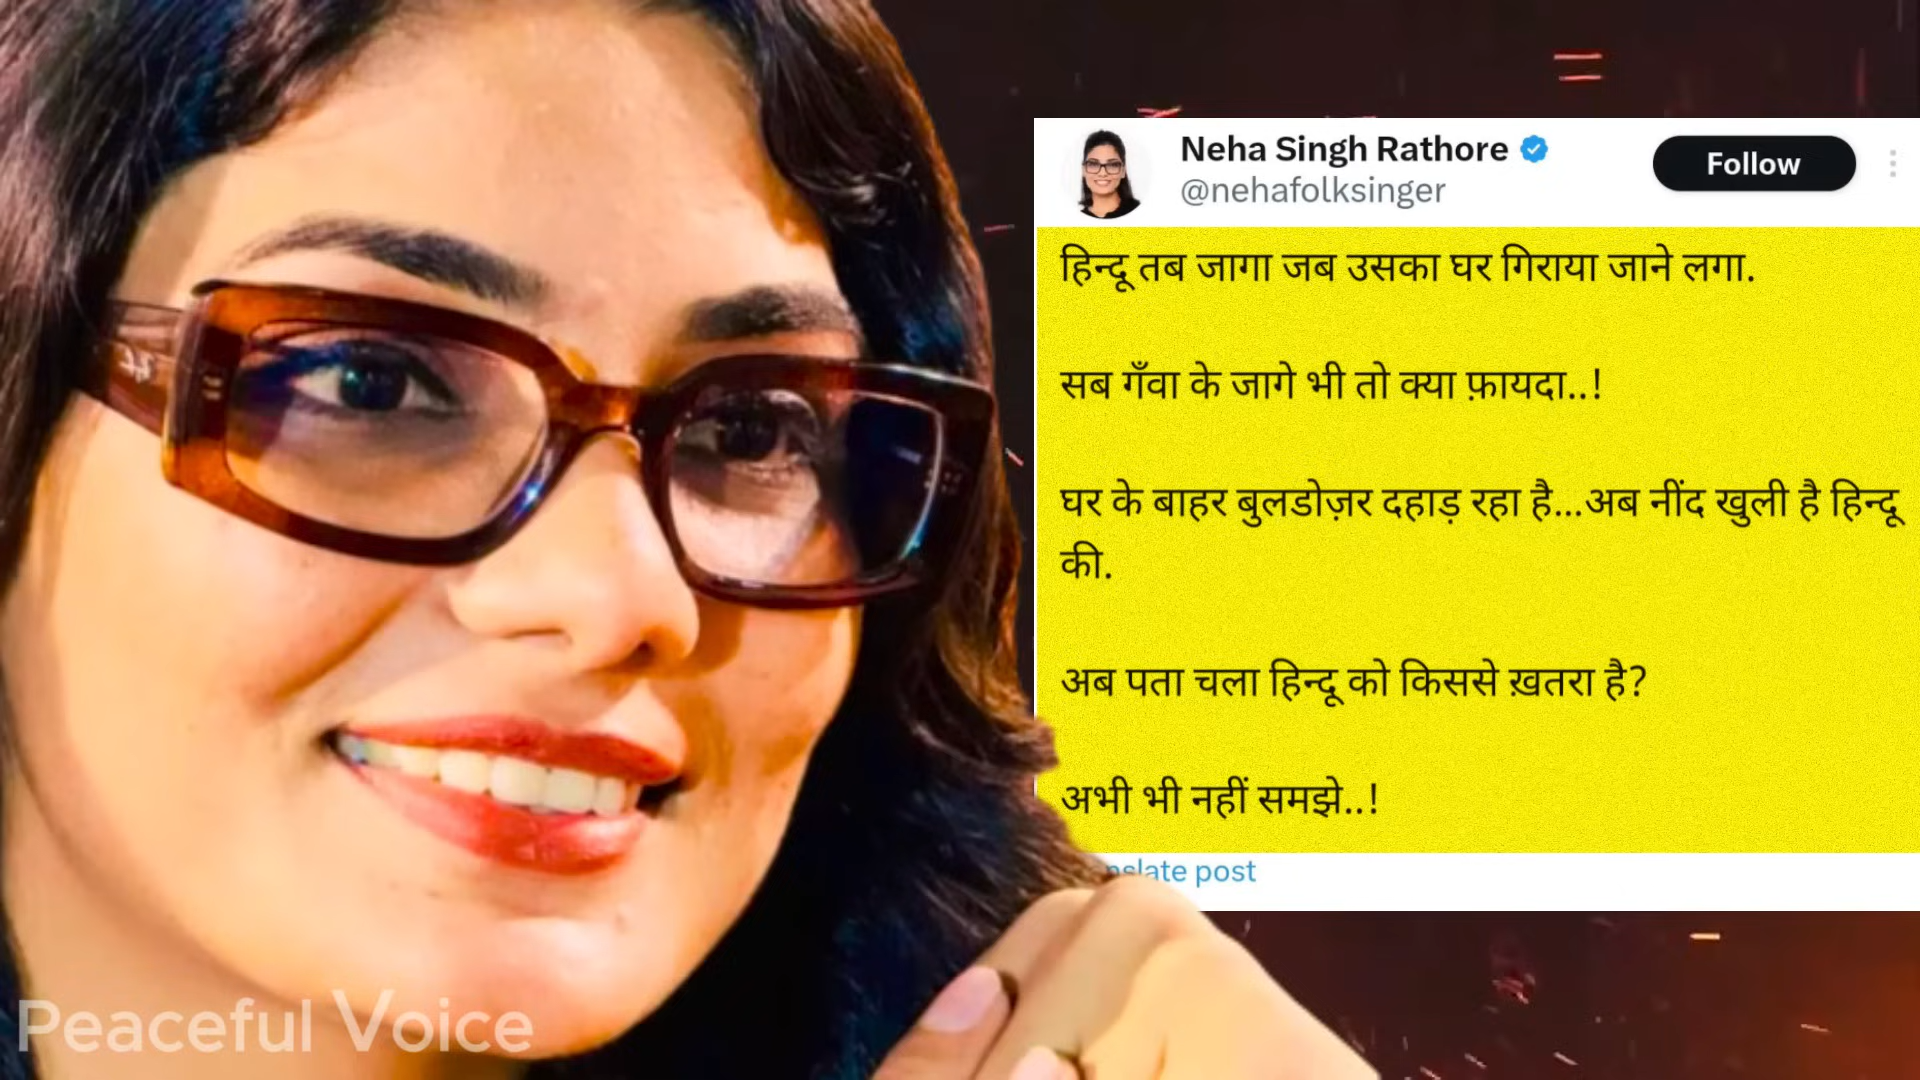 Neha Singh Rathore
@nehafolksinger
Follow
हिन्दू तब जागा जब उसका घर गिराया जाने लगा.
सब गँवा के जागे भी तो क्या फ़ायदा..!
घर के बाहर बुलडोज़र दहाड़ रहा है...अब नींद खुली है हिन्दू
की.
अब पता चला हिन्दू को किससे ख़तरा है?
अभी भी नहीं समझे..!
post
Peaceful Voice